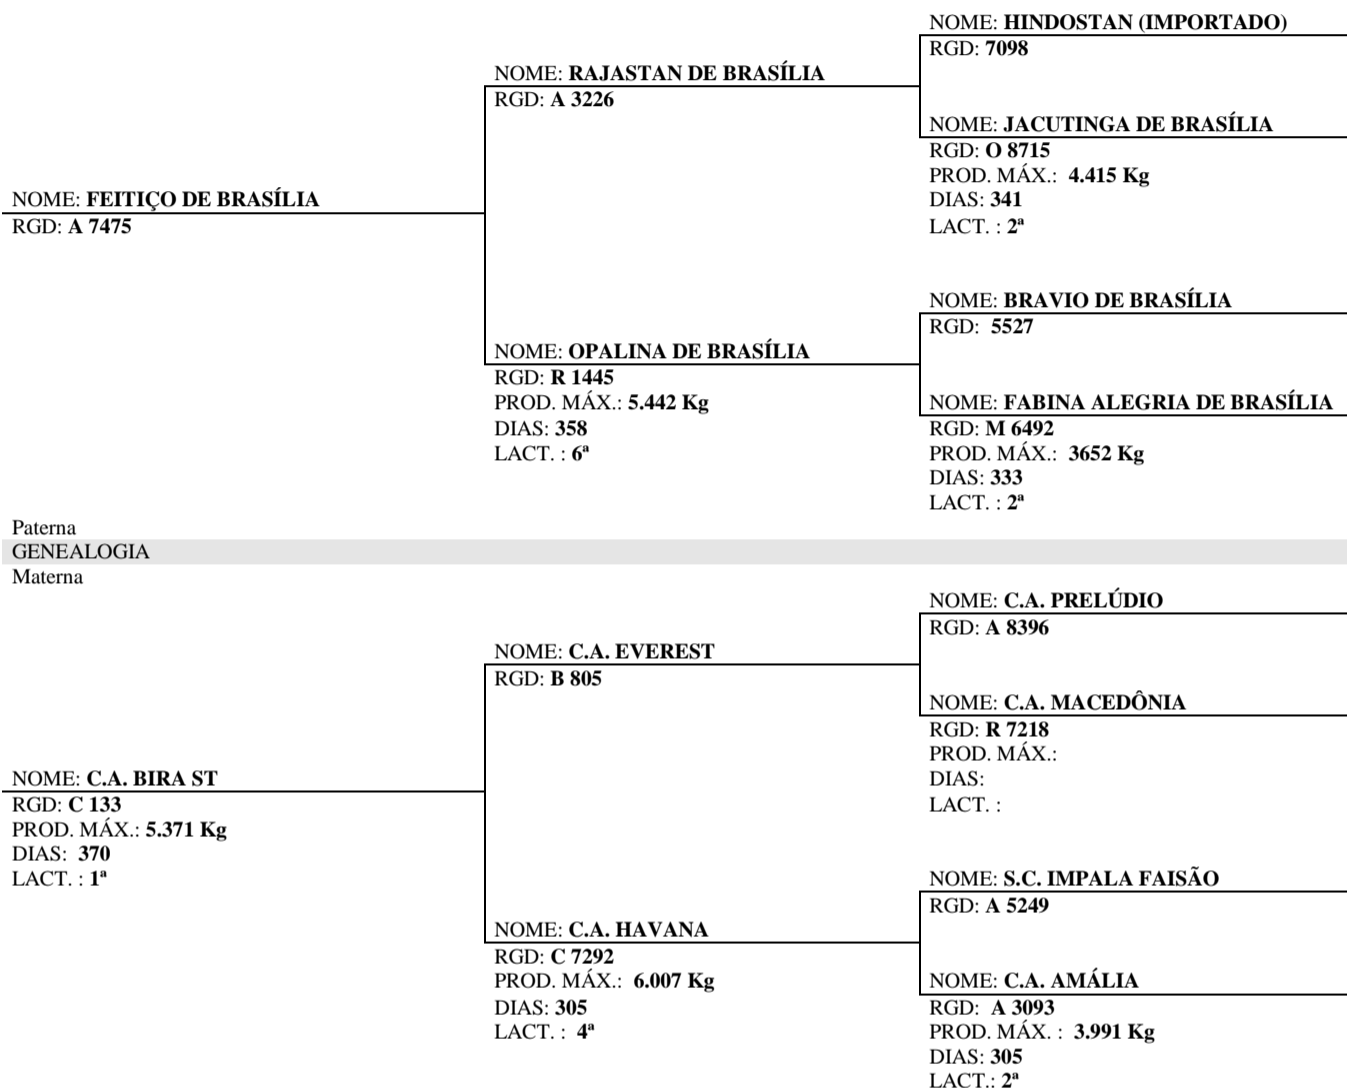 NOME: HINDOSTAN (IMPORTADO)
RGD: 7098
NOME: RAJASTAN DE BRASÍLIA
RGD: A 3226
NOME: JACUTINGA DE BRASÍLIA
RGD: O 8715
PROD. MÁX.: 4.415 Kg
DIAS: 341
LACT. : 2ª
NOME: FEITIÇO DE BRASÍLIA
RGD: A 7475
NOME: BRAVIO DE BRASÍLIA
RGD: 5527
NOME: OPALINA DE BRASÍLIA
RGD: R 1445
PROD. MÁX.: 5.442 Kg
DIAS: 358
LACT. : 6ª
NOME: FABINA ALEGRIA DE BRASÍLIA
RGD: M 6492
PROD. MÁX.: 3652 Kg
DIAS: 333
LACT. : 2ª
Paterna
GENEALOGIA
Materna
NOME: C.A. PRELÚDIO
RGD: A 8396
NOME: C.A. EVEREST
RGD: B 805
NOME: C.A. MACEDÔNIA
RGD: R 7218
PROD. MÁX.:
DIAS:
LACT. :
NOME: C.A. BIRA ST
RGD: C 133
PROD. MÁX.: 5.371 Kg
DIAS: 370
LACT. : 1ª
NOME: S.C. IMPALA FAISÃO
RGD: A 5249
NOME: C.A. HAVANA
RGD: C 7292
PROD. MÁX.: 6.007 Kg
DIAS: 305
LACT. : 4ª
NOME: C.A. AMÁLIA
RGD: A 3093
PROD. MÁX. : 3.991 Kg
DIAS: 305
LACT.: 2ª